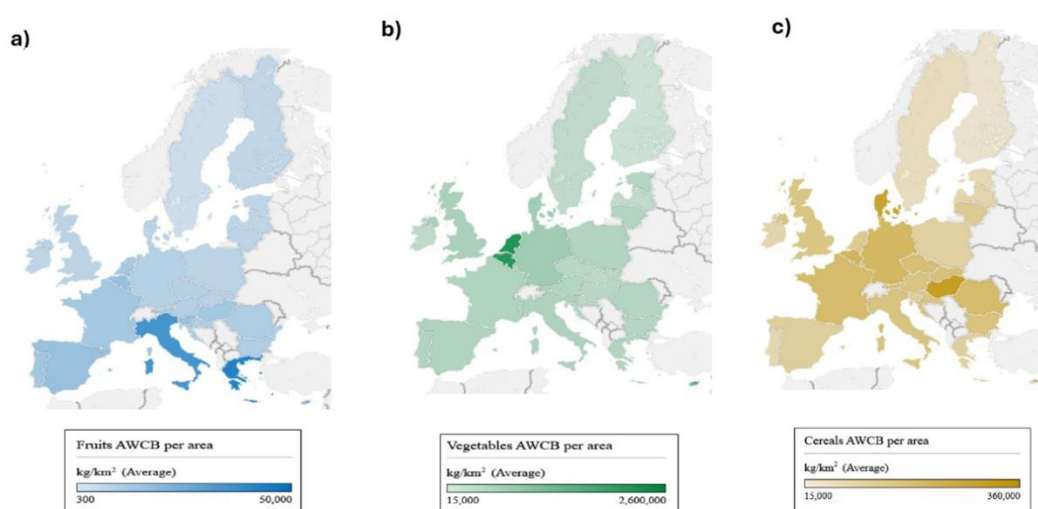 a)
b)
c)
Fruits AWCB per area
kg/km² (Average)
300 50,000
Vegetables AWCB per area
kg/km² (Average)
15,000 2,600,000
Cereals AWCB per area
kg/km² (Average)
15,000 360,000